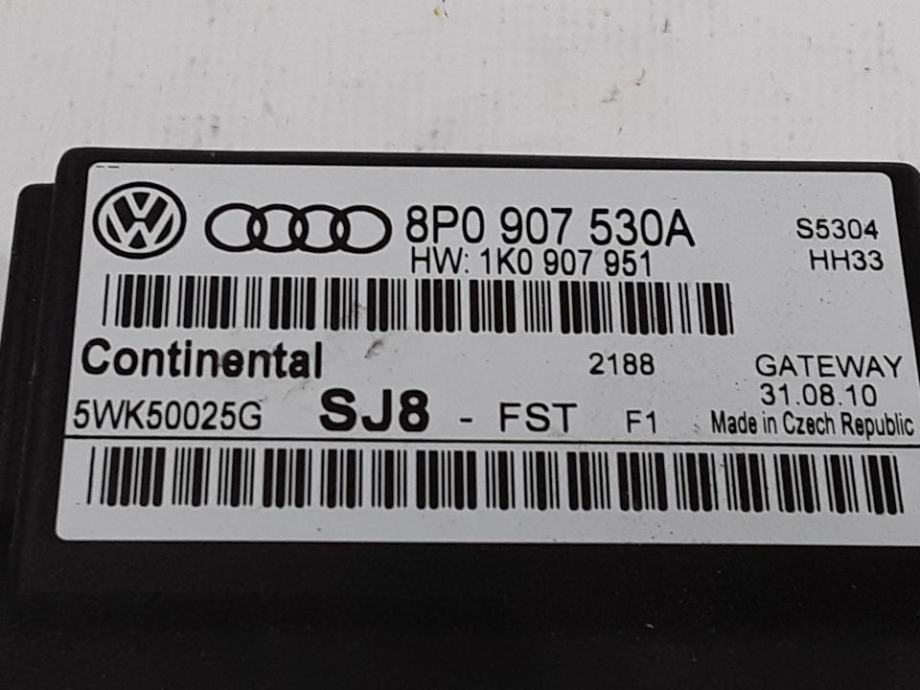 8P0 907 530A S5304
HW: 1K0 907 951 HH33
Continental 2188 GATEWAY
31.08.10
5WK50025G SJ8 - FST F1 Made in Czech Republic